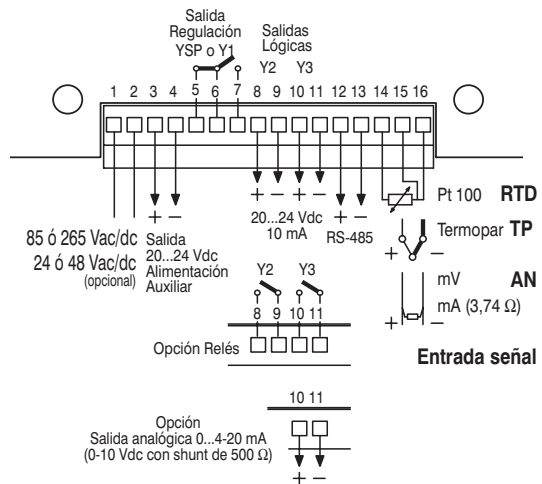 Salida
Regulación
YSP o Y1
Salidas
Lógicas
Y2 Y3
1 2 3 4 5 6 7 8 9 10 11 12 13 14 15 16
+ − + − + − + −
85 ó 265 Vac/dc
24 ó 48 Vac/dc
(opcional)
Salida
20...24 Vdc
Alimentación
Auxiliar
20...24 Vdc
10 mA
RS-485
Pt 100 RTD
Termopar TP
+ −
AN
mV
mA (3,74 Ω)
+ −
Entrada señal
Y2 Y3
8 9 10 11
Opción Relés
10 11
Opción
Salida analógica 0...4-20 mA
(0-10 Vdc con shunt de 500 Ω)
+ −